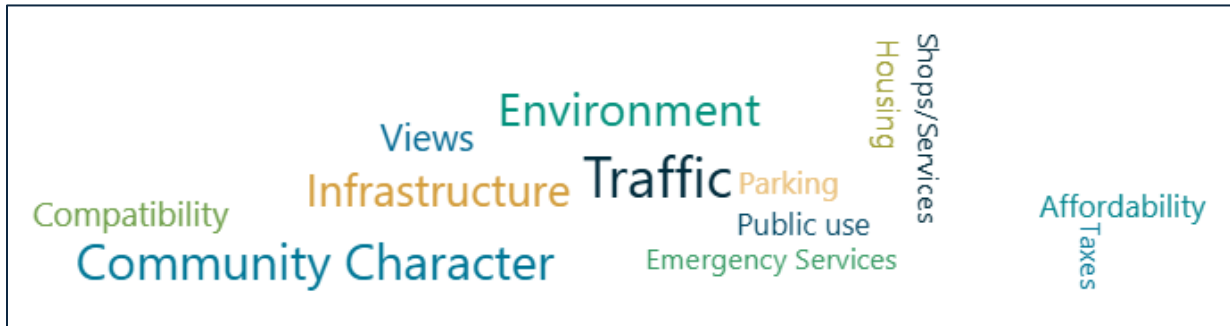 Shops/Services
Housing
Environment
Views
Traffic
Parking
Infrastructure
Compatibility
Affordability
Public use
Taxes
Community Character
Emergency Services